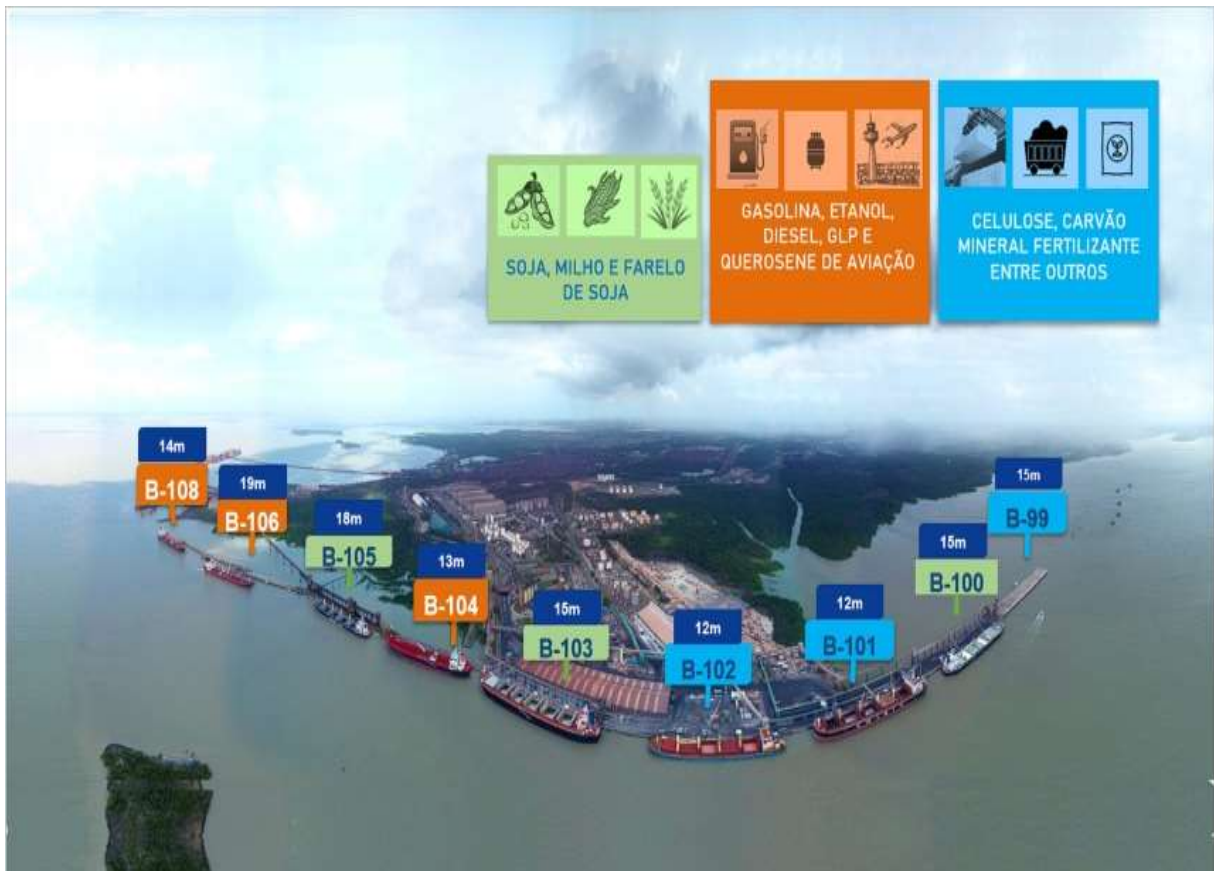 SOJA, MILHO E FARELO
DE SOJA
GASOLINA, ETANOL,
DIESEL, GLP E
QUEROSENE DE AVIAÇÃO
CELULOSE, CARVÃO
MINERAL FERTILIZANTE
ENTRE OUTROS
14m
B-108
19m
B-106
18m
B-105
13m
B-104
15m
B-103
12m
B-102
12m
B-101
15m
B-100
15m
B-99